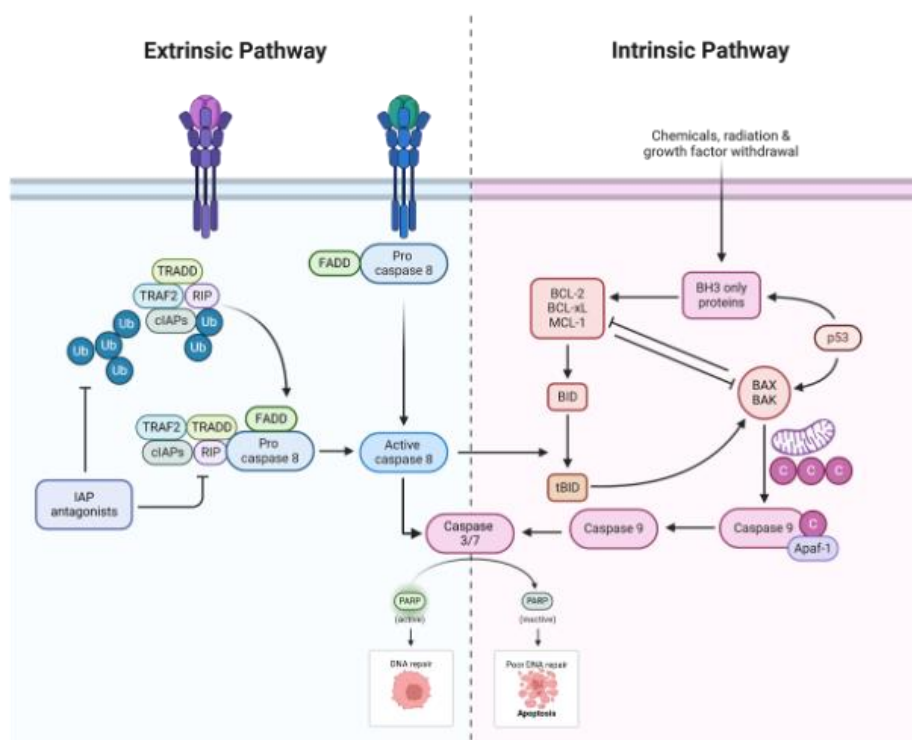 Extrinsic Pathway
Intrinsic Pathway
Chemicals, radiation &
growth factor withdrawal
FADD
Pro
caspase 8
TRADD
TRAF2
RIP
cIAPs
Ub
Ub
Ub
Ub
Ub
Ub
BCL-2
BCL-xL
MCL-1
BH3 only
proteins
p53
BAX
BAK
BID
FADD
TRAF2
TRADD
cIAPs
RIP
Pro
caspase 8
Active
caspase 8
tBID
C
C
C
IAP
antagonists
Caspase
3/7
Caspase 9
Caspase 9
C
Apaf-1
PARP
(active)
PARP
(inactive)
DNA repair
Poor DNA repair
Apoptosis